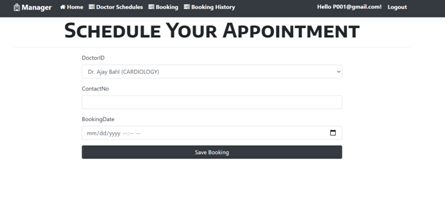 Manager Home Doctor Schedules Booking Booking History Hello P001@gmail.com! Logout
Schedule Your Appointment
DoctorID
Dr. Ajay Bahl (CARDIOLOGY)
ContactNo
BookingDate
mm/dd/yyyy --:-- --
Save Booking